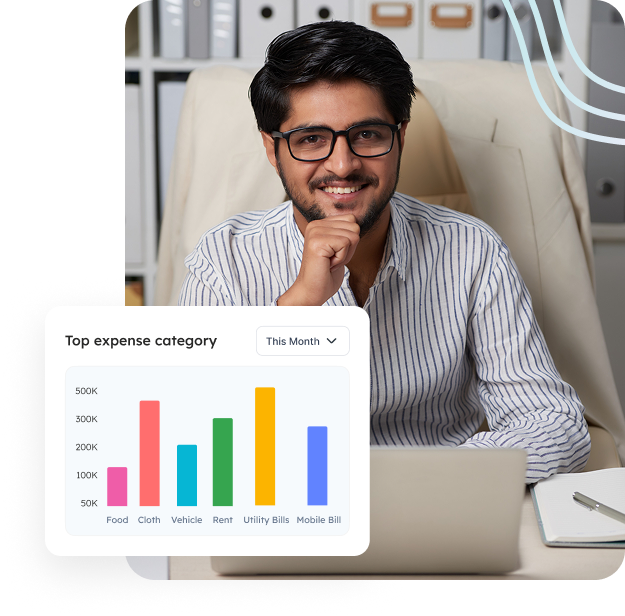 Top expense category
This Month
500K
300K
200K
100K
50K
Food Cloth Vehicle Rent Utility Bills Mobile Bill